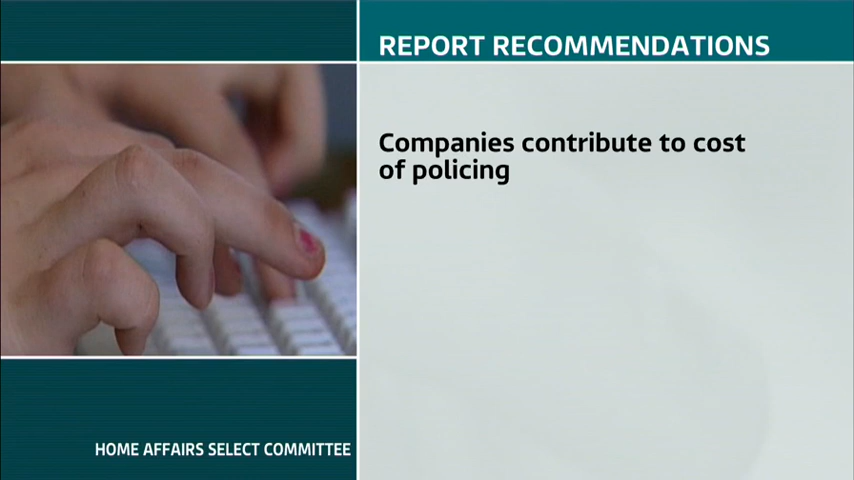 REPORT RECOMMENDATIONS
Companies contribute to cost
of policing
HOME AFFAIRS SELECT COMMITTEE